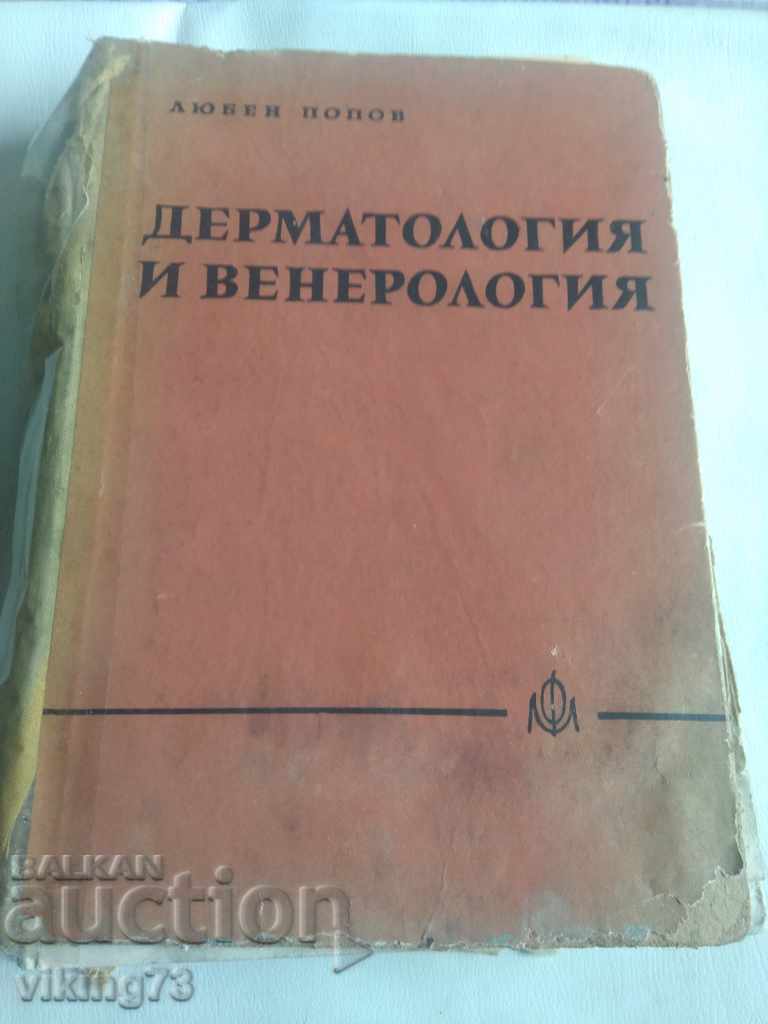 ЛЮБЕН ПОПОВ
ДЕРМАТОЛОГИЯ
И ВЕНЕРОЛОГИЯ
BALKAN
auction
viking73